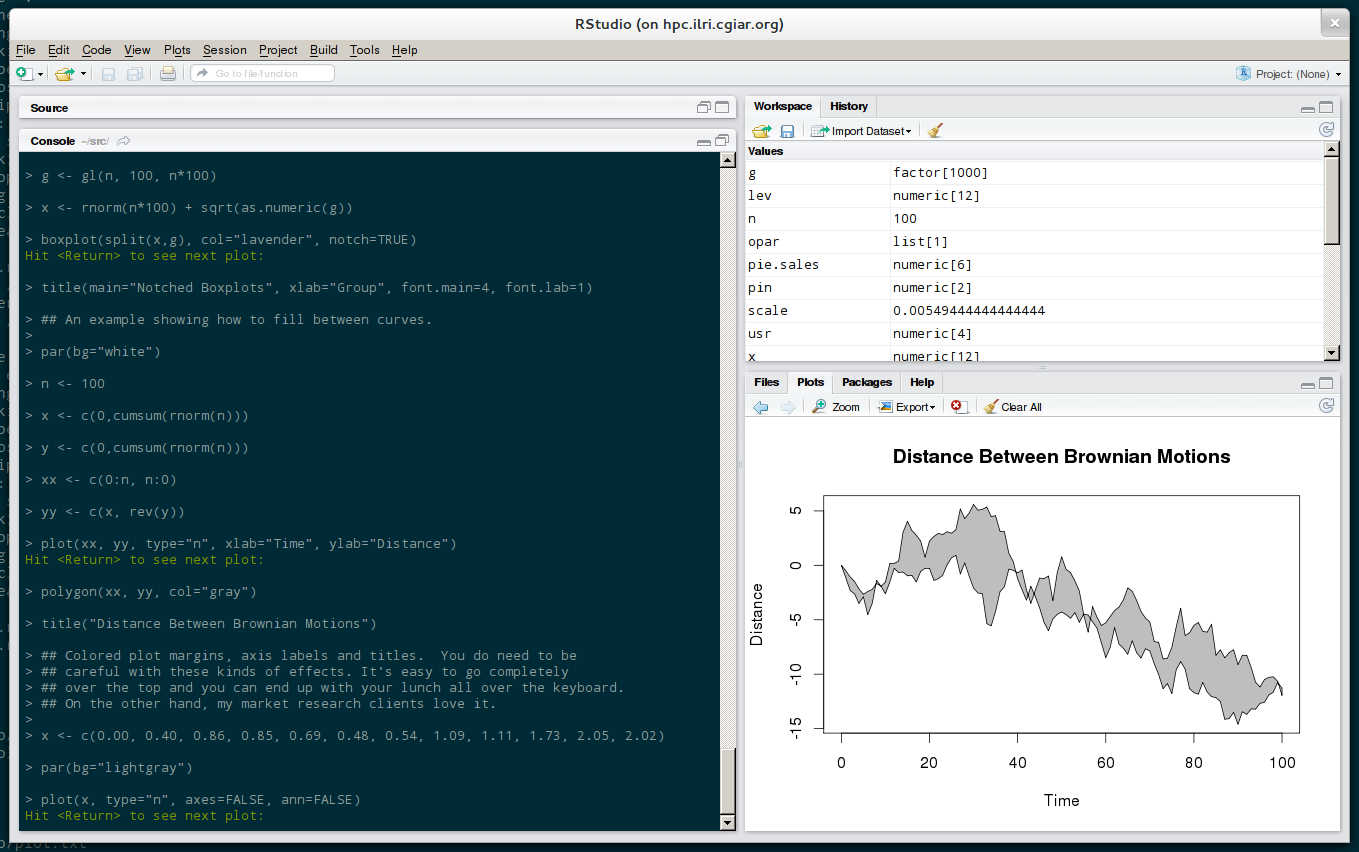 RStudio (on hpc.ilri.cgiar.org)
File Edit Code View Plots Session Project Build Tools Help
Go to file/function
Project: (None)
Source
Console ~/src/
> g <- gl(n, 100, n*100)
> x <- rnorm(n*100) + sqrt(as.numeric(g))
> boxplot(split(x,g), col="lavender", notch=TRUE)
Hit <Return> to see next plot:
> title(main="Notched Boxplots", xlab="Group", font.main=4, font.lab=1)
> ## An example showing how to fill between curves.
>
> par(bg="white")
> n <- 100
> x <- c(0,cumsum(rnorm(n)))
> y <- c(0,cumsum(rnorm(n)))
> xx <- c(0:n, n:0)
> yy <- c(x, rev(y))
> plot(xx, yy, type="n", xlab="Time", ylab="Distance")
Hit <Return> to see next plot:
> polygon(xx, yy, col="gray")
> title("Distance Between Brownian Motions")
> ## Colored plot margins, axis labels and titles.  You do need to be
> ## careful with these kinds of effects. It's easy to go completely
> ## over the top and you can end up with your lunch all over the keyboard.
> ## On the other hand, my market research clients love it.
>
> x <- c(0.00, 0.40, 0.86, 0.85, 0.69, 0.48, 0.54, 1.09, 1.11, 1.73, 2.05, 2.02)
> par(bg="lightgray")
> plot(x, type="n", axes=FALSE, ann=FALSE)
Hit <Return> to see next plot:
Workspace History
Import Dataset
Values
g factor[1000]
lev numeric[12]
n 100
opar list[1]
pie.sales numeric[6]
pin numeric[2]
scale 0.00549444444444444
usr numeric[4]
x numeric[12]
Files Plots Packages Help
Zoom Export Clear All
Distance Between Brownian Motions
Distance
5
0
-5
-10
-15
0 20 40 60 80 100
Time
/plot.txt